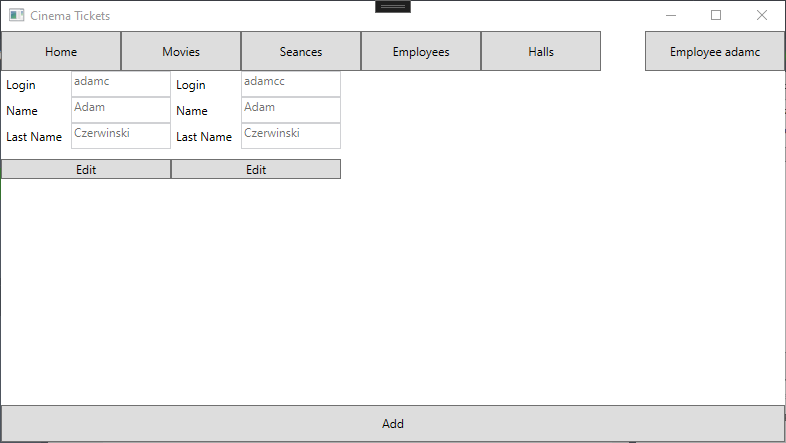 Cinema Tickets
Home Movies Seances Employees Halls Employee adamc
Login adamc Login adamcc
Name Adam Name Adam
Last Name Czerwinski Last Name Czerwinski
Edit Edit
Add